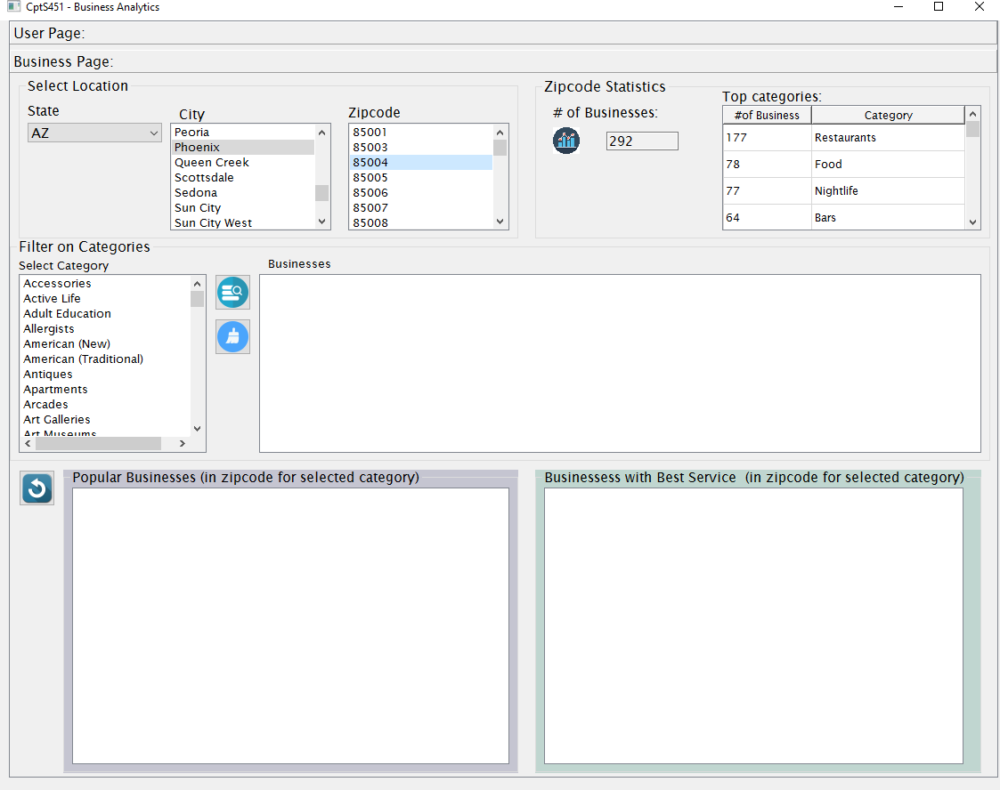 CptS451 - Business Analytics
User Page:
Business Page:
Select Location
State
AZ
City
Peoria
Phoenix
Queen Creek
Scottsdale
Sedona
Sun City
Sun City West
Zipcode
85001
85003
85004
85005
85006
85007
85008
Zipcode Statistics
# of Businesses:
292
Top categories:
#of Business Category
177 Restaurants
78 Food
77 Nightlife
64 Bars
Filter on Categories
Select Category
Accessories
Active Life
Adult Education
Allergists
American (New)
American (Traditional)
Antiques
Apartments
Arcades
Art Galleries
Art Museums
Businesses
Popular Businesses (in zipcode for selected category)
Businessess with Best Service (in zipcode for selected category)